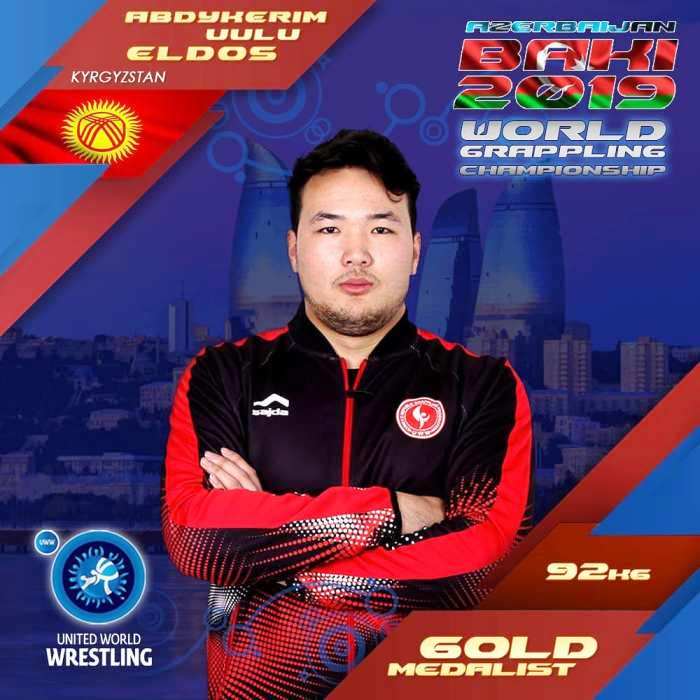 ABDYKERIM
UULU
ELDOS
KYRGYZSTAN
AZERBAIJAN
BAKI
2019
WORLD
GRAPPLING
CHAMPIONSHIP
sajda
UWW
UNITED WORLD
WRESTLING
92KG
GOLD
MEDALIST